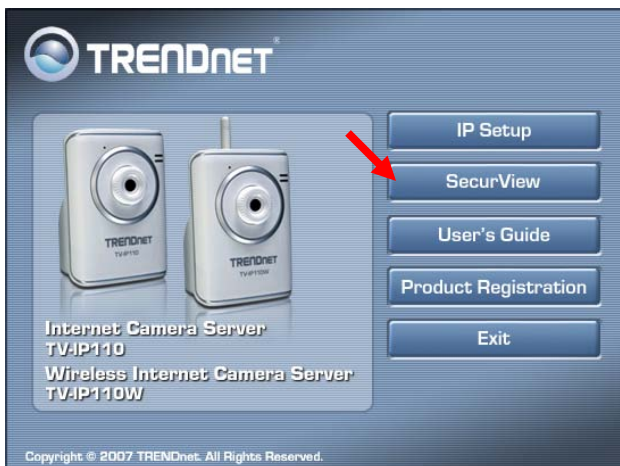 TRENDNET
IP Setup
SecurView
User's Guide
Product Registration
Exit
TRENDNET
TV-IP110
TRENDNET
TV-IP110W
Internet Camera Server
TV-IP110
Wireless Internet Camera Server
TV-IP110W
Copyright © 2007 TRENDnet. All Rights Reserved.